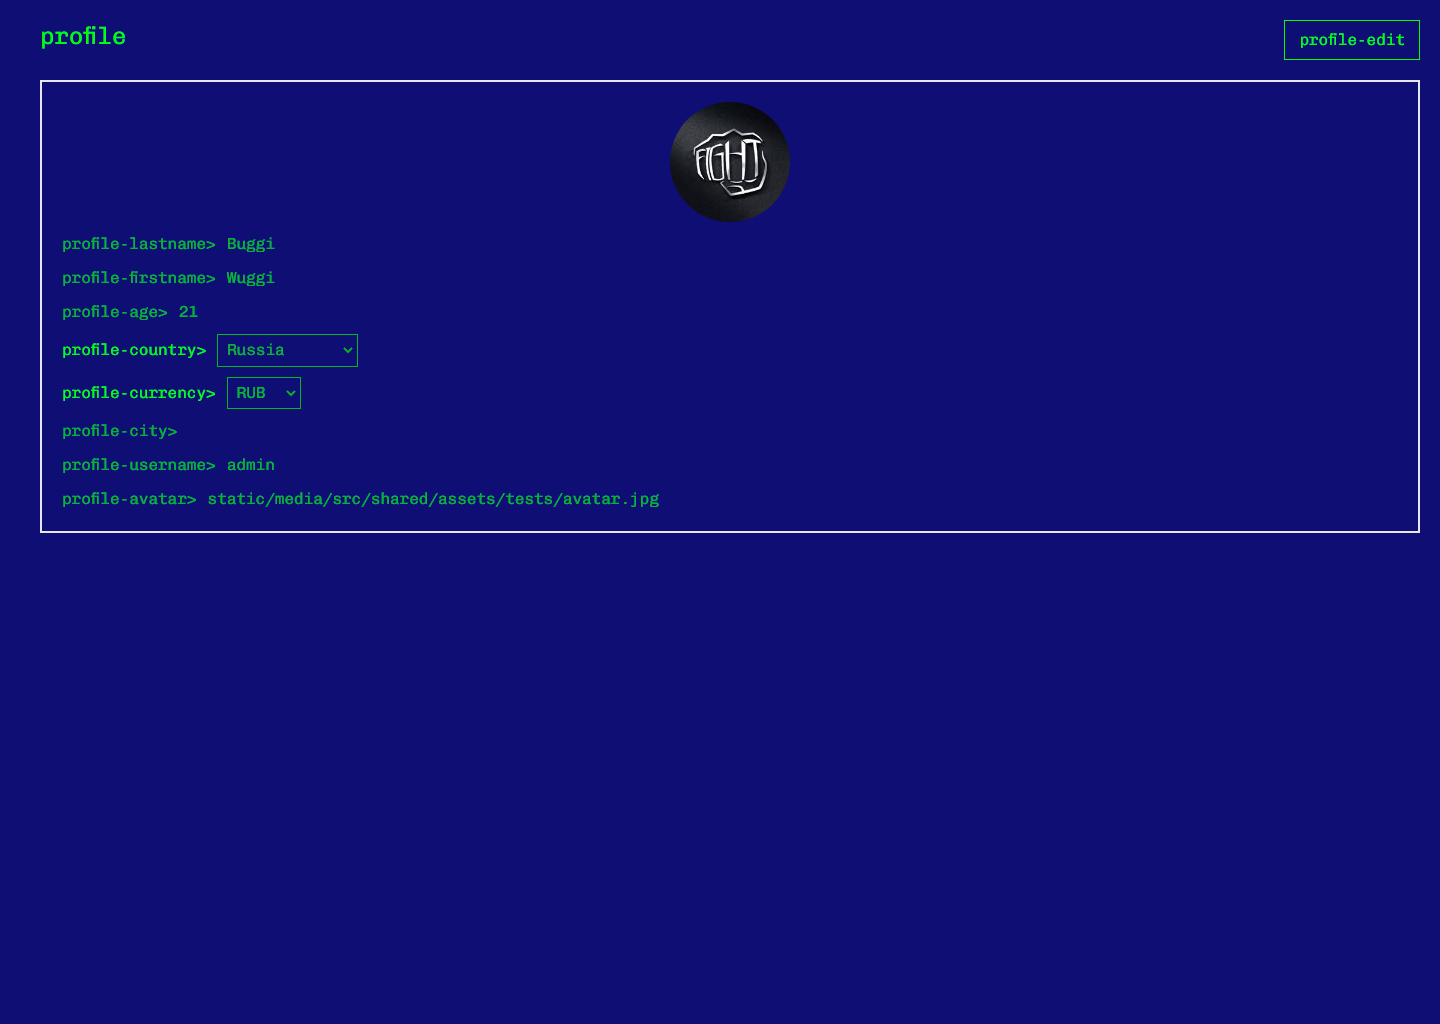 profile
profile-edit
FIGHT
profile-lastname> Buggi
profile-firstname> Wuggi
profile-age> 21
profile-country> Russia
profile-currency> RUB
profile-city>
profile-username> admin
profile-avatar> static/media/src/shared/assets/tests/avatar.jpg